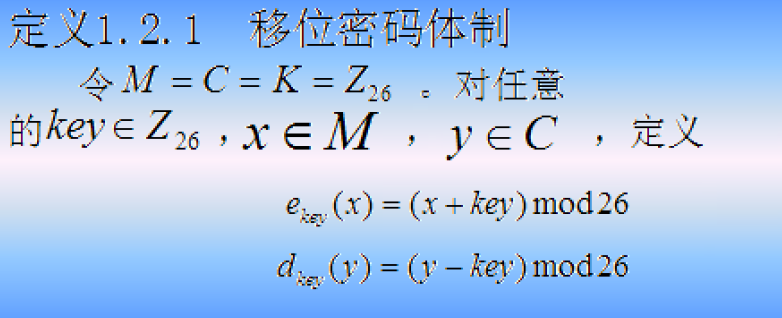 定义1.2.1 移位密码体制
令 M = C = K = Z₂₆ 。对任意
的key ∈ Z₂₆ , x ∈ M , y ∈ C , 定义
e_key (x) = (x + key) mod 26
d_key (y) = (y − key) mod 26